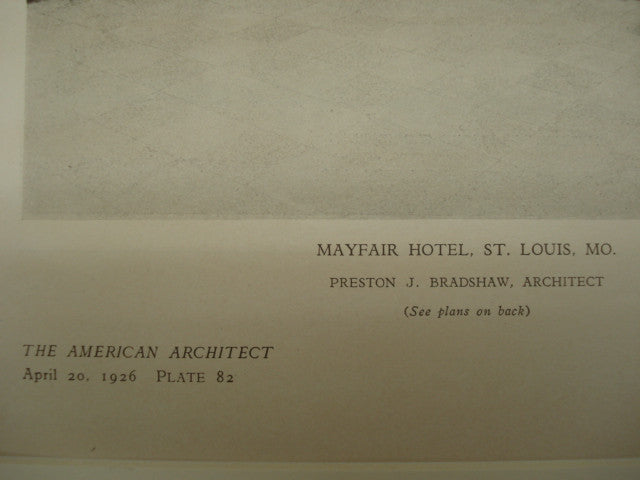 MAYFAIR HOTEL, ST. LOUIS, MO.
PRESTON J. BRADSHAW, ARCHITECT
(See plans on back)
THE AMERICAN ARCHITECT
April 20, 1926 PLATE 82